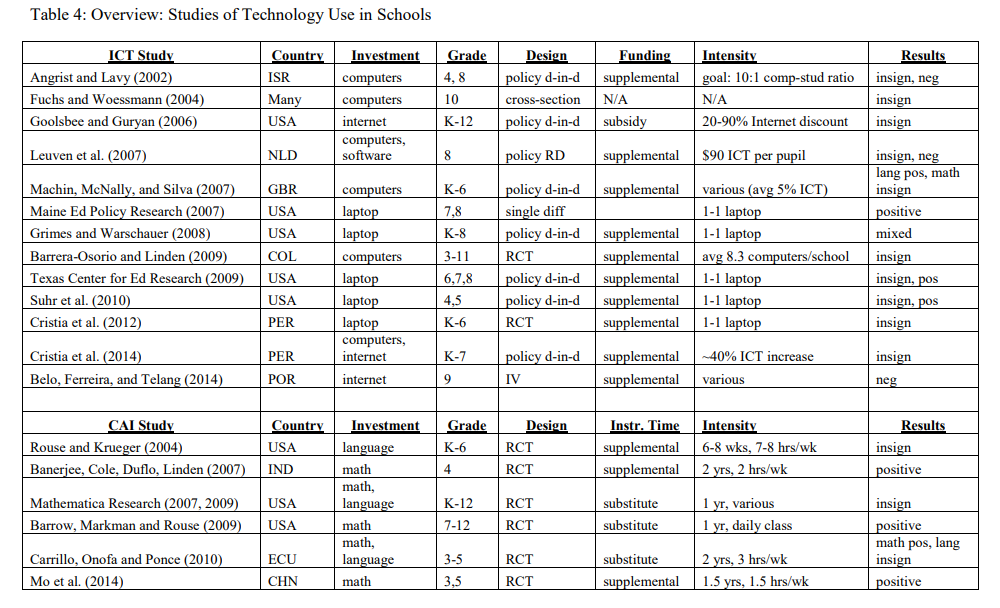 Table 4: Overview: Studies of Technology Use in Schools
ICT Study Country Investment Grade Design Funding Intensity Results
Angrist and Lavy (2002) ISR computers 4, 8 policy d-in-d supplemental goal: 10:1 comp-stud ratio insign, neg
Fuchs and Woessmann (2004) Many computers 10 cross-section N/A N/A insign
Goolsbee and Guryan (2006) USA internet K-12 policy d-in-d subsidy 20-90% Internet discount insign
Leuven et al. (2007) NLD computers, software 8 policy RD supplemental $90 ICT per pupil insign, neg
Machin, McNally, and Silva (2007) GBR computers K-6 policy d-in-d supplemental various (avg 5% ICT) lang pos, math insign
Maine Ed Policy Research (2007) USA laptop 7,8 single diff 1-1 laptop positive
Grimes and Warschauer (2008) USA laptop K-8 policy d-in-d supplemental 1-1 laptop mixed
Barrera-Osorio and Linden (2009) COL computers 3-11 RCT supplemental avg 8.3 computers/school insign
Texas Center for Ed Research (2009) USA laptop 6,7,8 policy d-in-d supplemental 1-1 laptop insign, pos
Suhr et al. (2010) USA laptop 4,5 policy d-in-d supplemental 1-1 laptop insign, pos
Cristia et al. (2012) PER laptop K-6 RCT supplemental 1-1 laptop insign
Cristia et al. (2014) PER computers, internet K-7 policy d-in-d supplemental ~40% ICT increase insign
Belo, Ferreira, and Telang (2014) POR internet 9 IV supplemental various neg
CAI Study Country Investment Grade Design Instr. Time Intensity Results
Rouse and Krueger (2004) USA language K-6 RCT supplemental 6-8 wks, 7-8 hrs/wk insign
Banerjee, Cole, Duflo, Linden (2007) IND math 4 RCT supplemental 2 yrs, 2 hrs/wk positive
Mathematica Research (2007, 2009) USA math, language K-12 RCT substitute 1 yr, various insign
Barrow, Markman and Rouse (2009) USA math 7-12 RCT substitute 1 yr, daily class positive
Carrillo, Onofa and Ponce (2010) ECU math, language 3-5 RCT substitute 2 yrs, 3 hrs/wk math pos, lang insign
Mo et al. (2014) CHN math 3,5 RCT supplemental 1.5 yrs, 1.5 hrs/wk positive